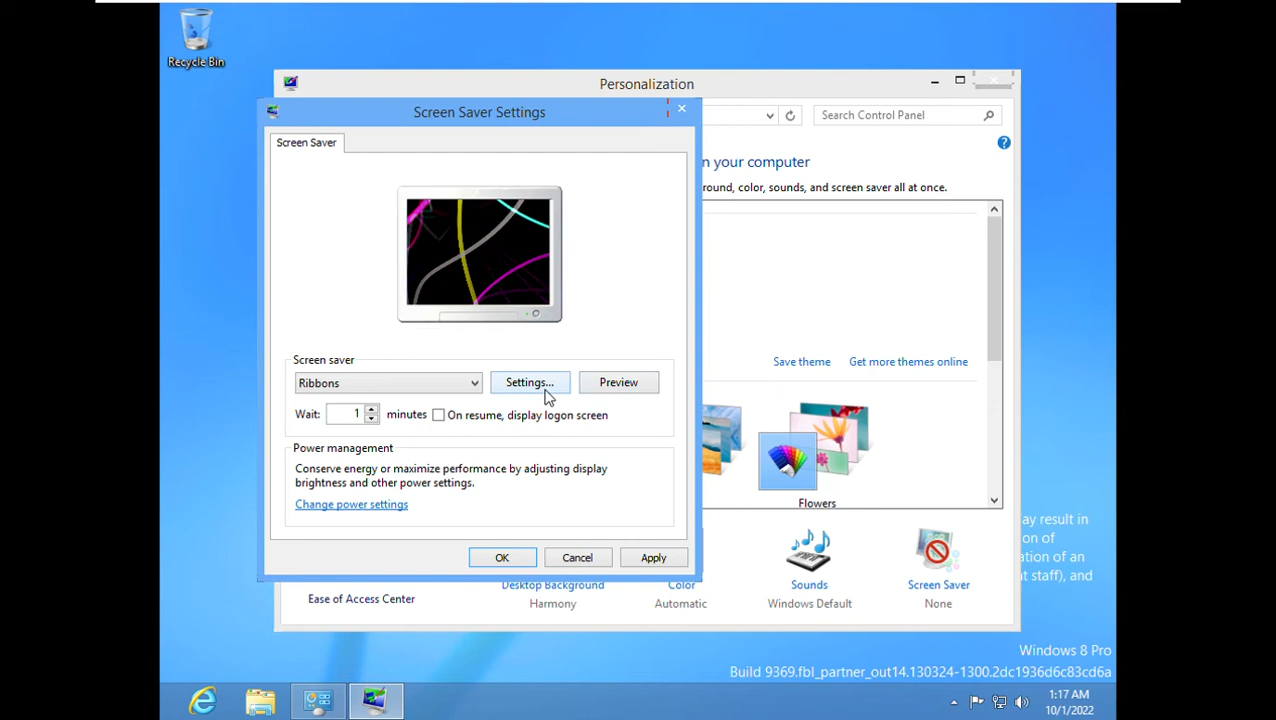 Recycle Bin
Personalization
Screen Saver Settings
Search Control Panel
Screen Saver
n your computer
round, color, sounds, and screen saver all at once.
Save theme
Get more themes online
Screen saver
Ribbons
Settings...
Preview
Wait: 1 minutes
On resume, display logon screen
Power management
Conserve energy or maximize performance by adjusting display
brightness and other power settings.
Change power settings
Flowers
OK
Cancel
Apply
ay result in
on of
ation of an
t staff), and
Desktop Background
Harmony
Color
Automatic
Sounds
Windows Default
Screen Saver
None
Ease of Access Center
Windows 8 Pro
Build 9369.fbl_partner_out14.130324-1300.2dc1936d6c83cd6a
1:17 AM
10/1/2022